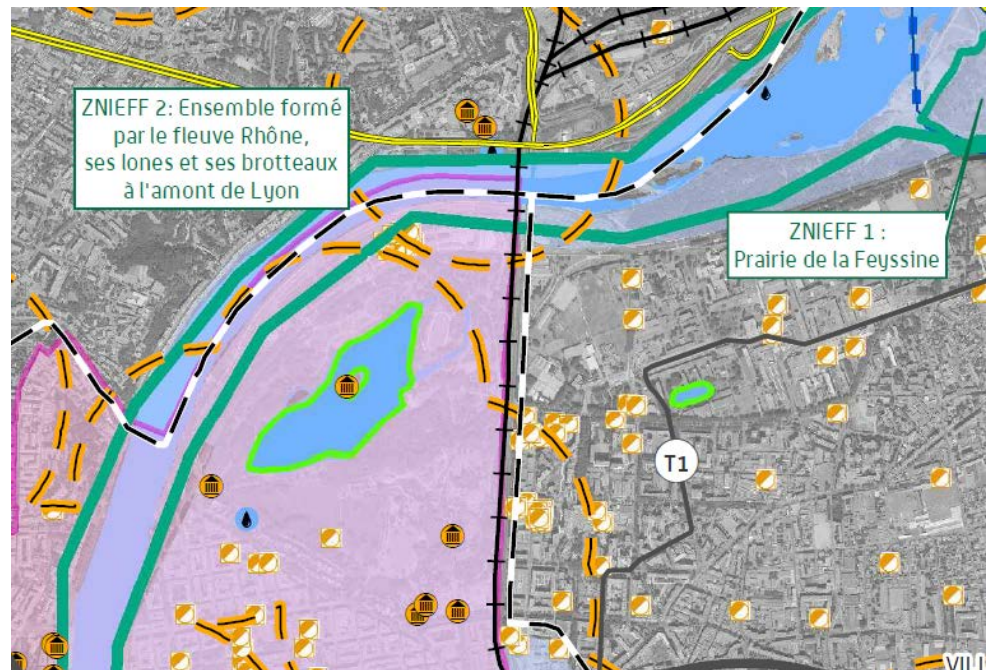 ZNIEFF 2: Ensemble formé
par le fleuve Rhône,
ses lones et ses brotteaux
à l'amont de Lyon
ZNIEFF 1 :
Prairie de la Feyssine
T1